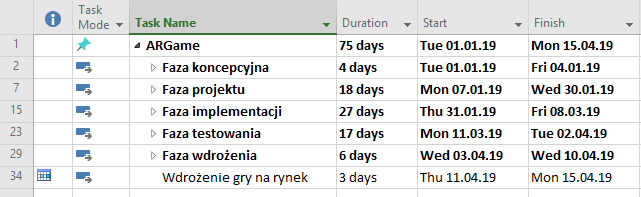 Task Mode Task Name Duration Start Finish
1 ARGame 75 days Tue 01.01.19 Mon 15.04.19
2 Faza koncepcyjna 4 days Tue 01.01.19 Fri 04.01.19
7 Faza projektu 18 days Mon 07.01.19 Wed 30.01.19
15 Faza implementacji 27 days Thu 31.01.19 Fri 08.03.19
23 Faza testowania 17 days Mon 11.03.19 Tue 02.04.19
29 Faza wdrożenia 6 days Wed 03.04.19 Wed 10.04.19
34 Wdrożenie gry na rynek 3 days Thu 11.04.19 Mon 15.04.19